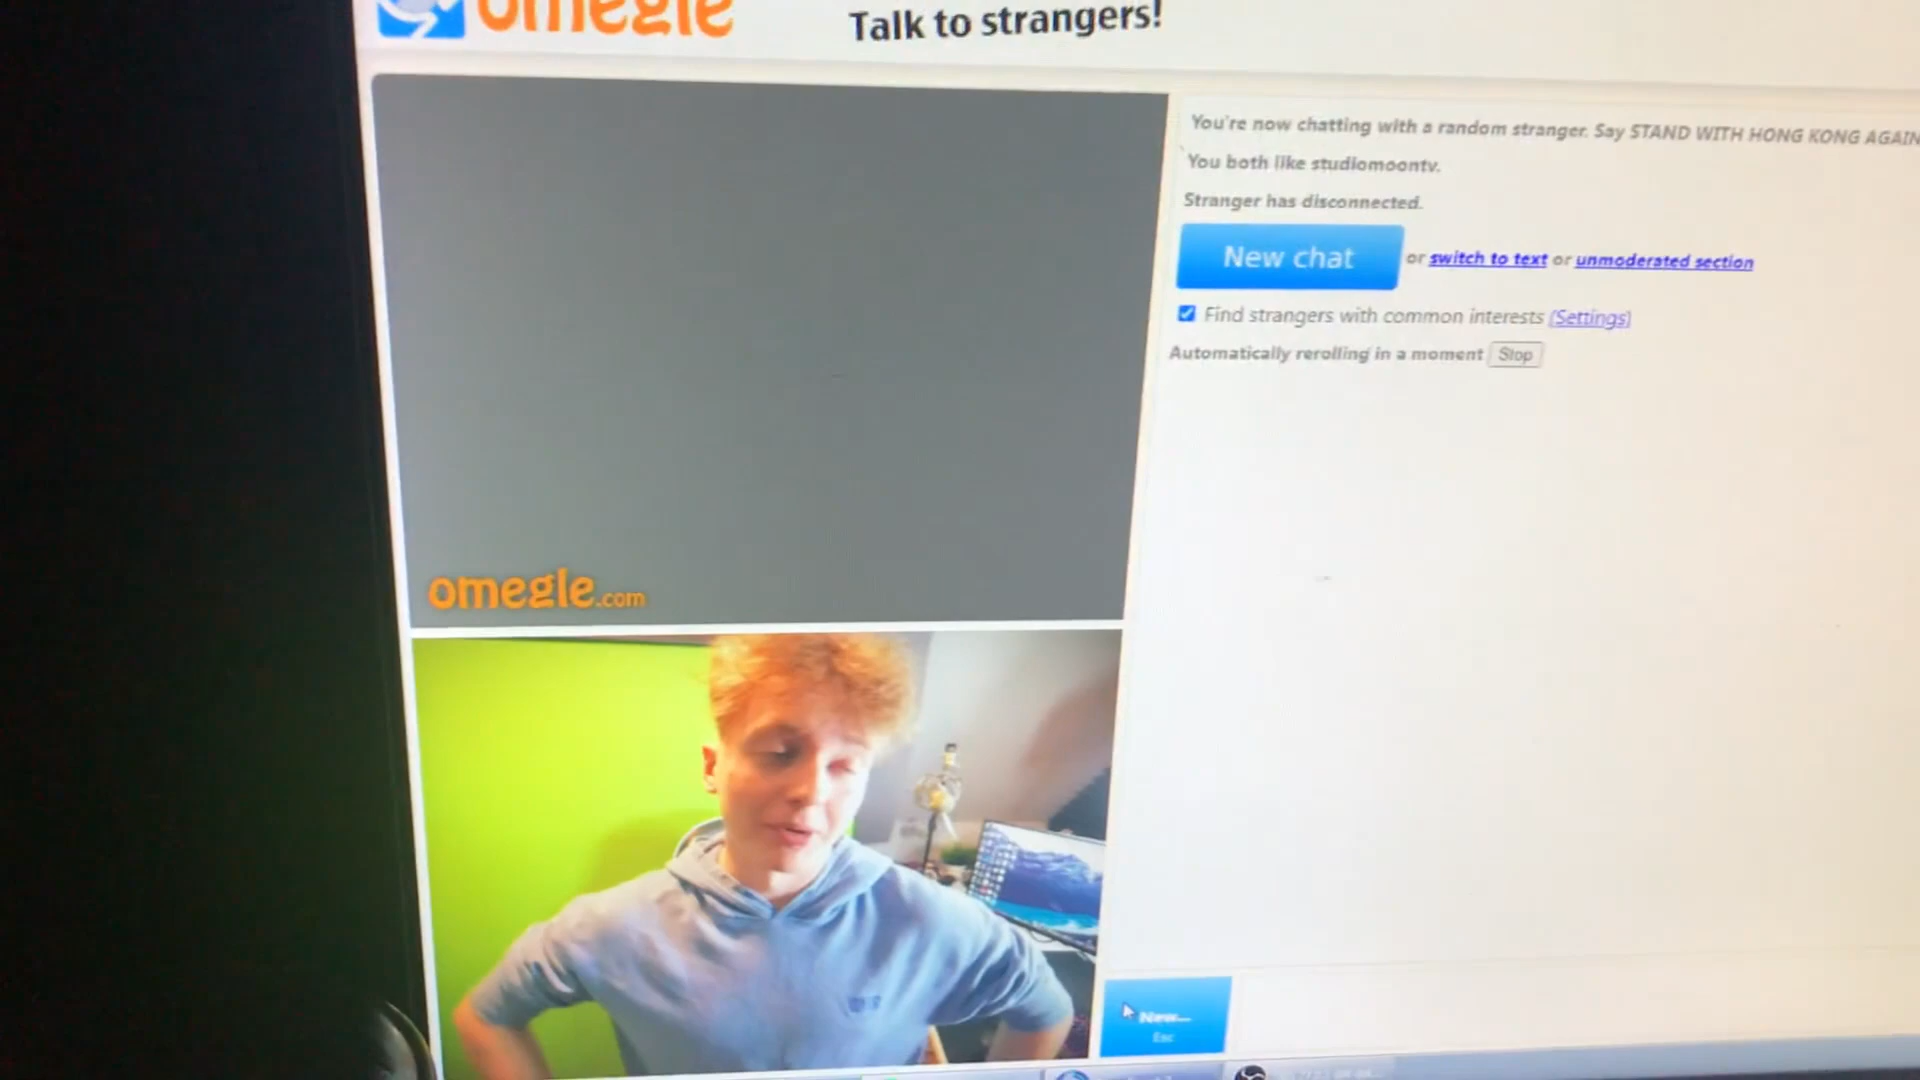 omegle
Talk to strangers!
You're now chatting with a random stranger. Say STAND WITH HONG KONG AGAIN
You both like studiomoontv.
Stranger has disconnected.
New chat or switch to text or unmoderated section
Find strangers with common interests (Settings)
Automatically rerolling in a moment Stop
omegle.com
New...
Esc